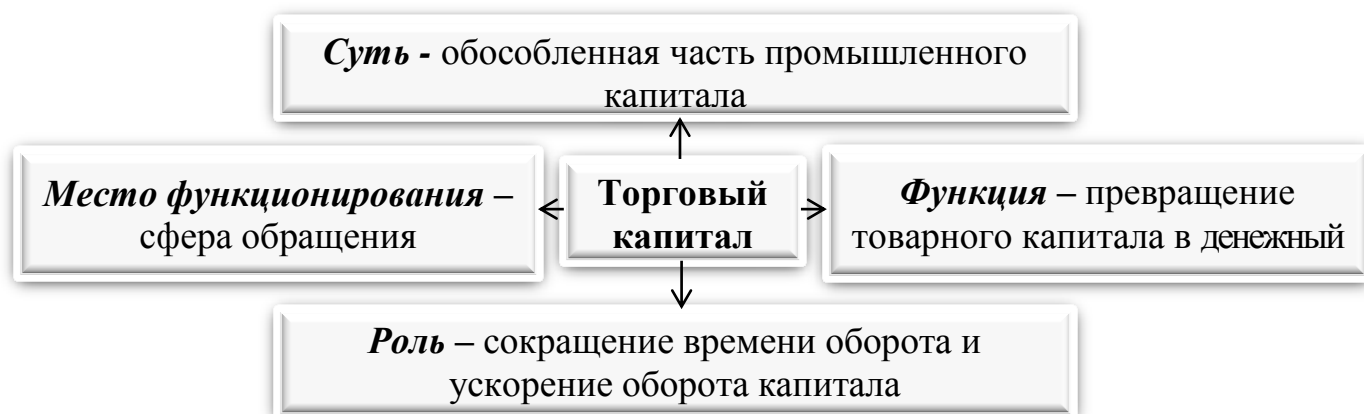 Суть - обособленная часть промышленного
капитала
Место функционирования –
сфера обращения
Торговый
капитал
Функция – превращение
товарного капитала в денежный
Роль – сокращение времени оборота и
ускорение оборота капитала